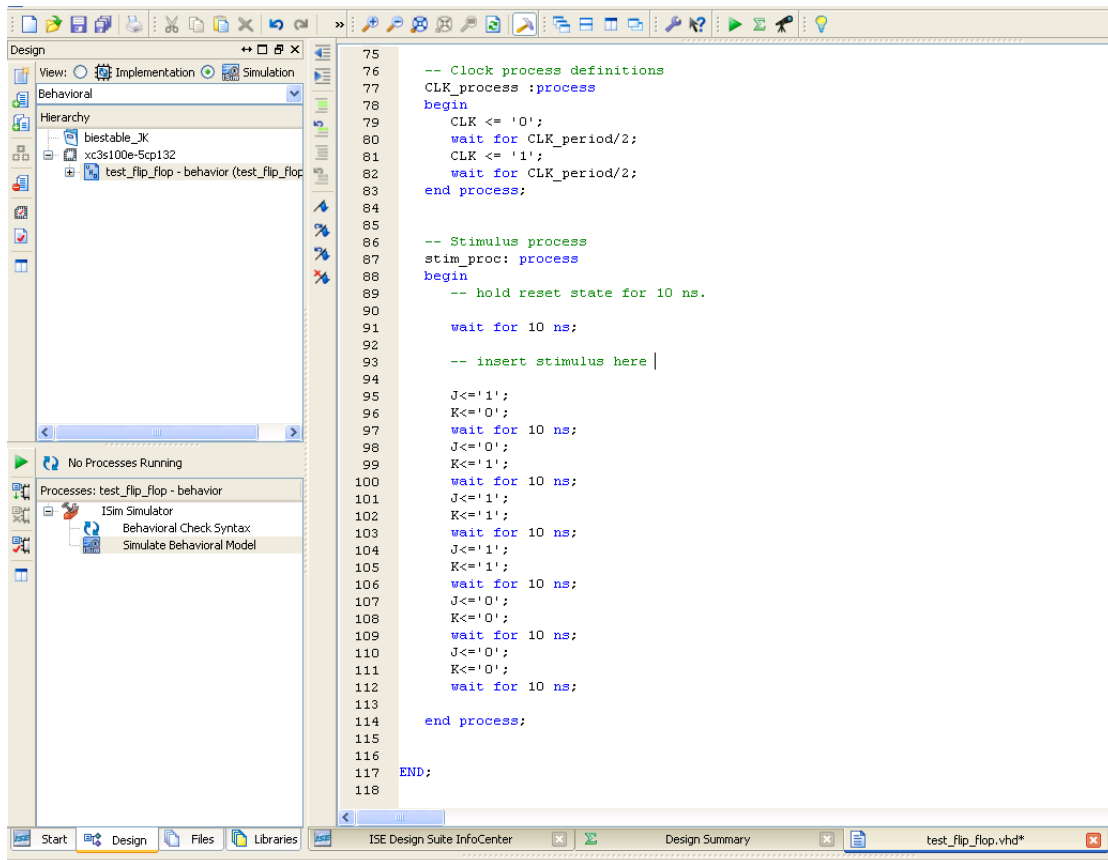 »
Design
View: Implementation Simulation
Behavioral
Hierarchy
biestable_JK
xc3s100e-5cp132
test_flip_flop - behavior (test_flip_flop
No Processes Running
Processes: test_flip_flop - behavior
ISim Simulator
Behavioral Check Syntax
Simulate Behavioral Model
75
76 -- Clock process definitions
77 CLK_process :process
78 begin
79 CLK <= '0';
80 wait for CLK_period/2;
81 CLK <= '1';
82 wait for CLK_period/2;
83 end process;
84
85
86 -- Stimulus process
87 stim_proc: process
88 begin
89 -- hold reset state for 10 ns.
90
91 wait for 10 ns;
92
93 -- insert stimulus here
94
95 J<='1';
96 K<='0';
97 wait for 10 ns;
98 J<='0';
99 K<='1';
100 wait for 10 ns;
101 J<='1';
102 K<='1';
103 wait for 10 ns;
104 J<='1';
105 K<='1';
106 wait for 10 ns;
107 J<='0';
108 K<='0';
109 wait for 10 ns;
110 J<='0';
111 K<='0';
112 wait for 10 ns;
113
114 end process;
115
116
117 END;
118
ISE Start Design Files Libraries
ISE ISE Design Suite InfoCenter Σ Design Summary test_flip_flop.vhd*